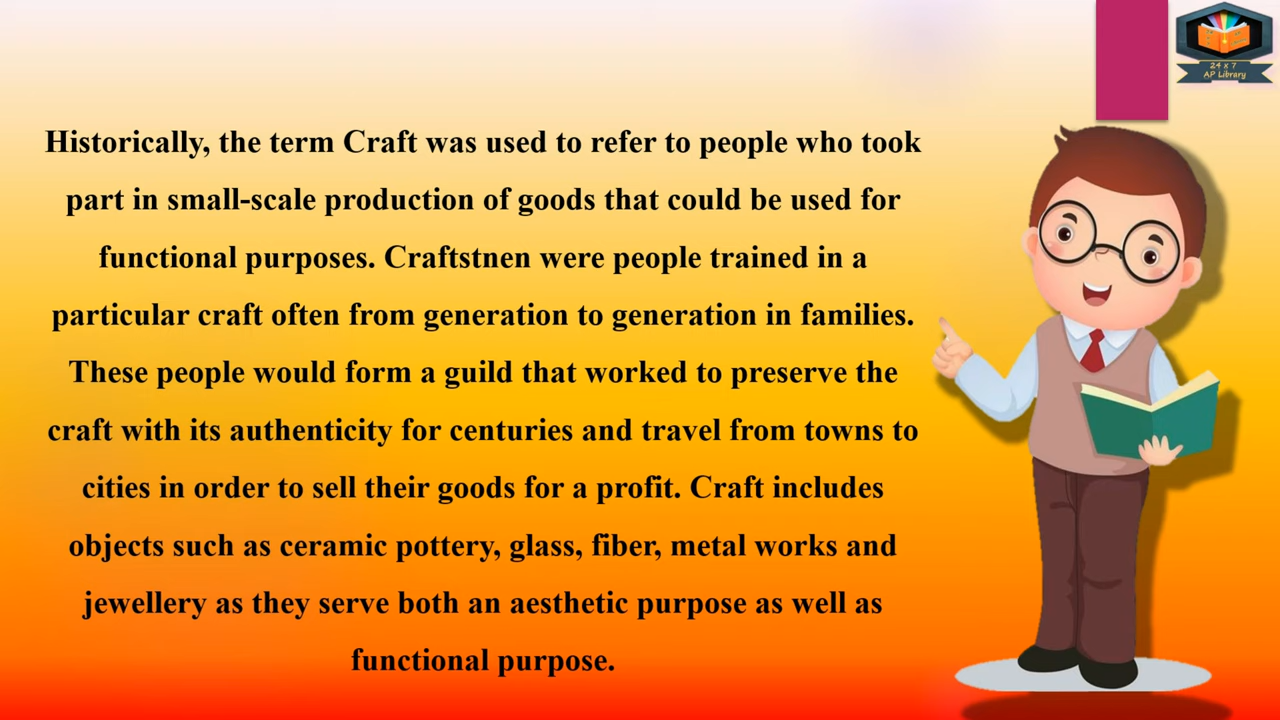 24 x 7
AP Library
Historically, the term Craft was used to refer to people who took
part in small-scale production of goods that could be used for
functional purposes. Craftstnen were people trained in a
particular craft often from generation to generation in families.
These people would form a guild that worked to preserve the
craft with its authenticity for centuries and travel from towns to
cities in order to sell their goods for a profit. Craft includes
objects such as ceramic pottery, glass, fiber, metal works and
jewellery as they serve both an aesthetic purpose as well as
functional purpose.